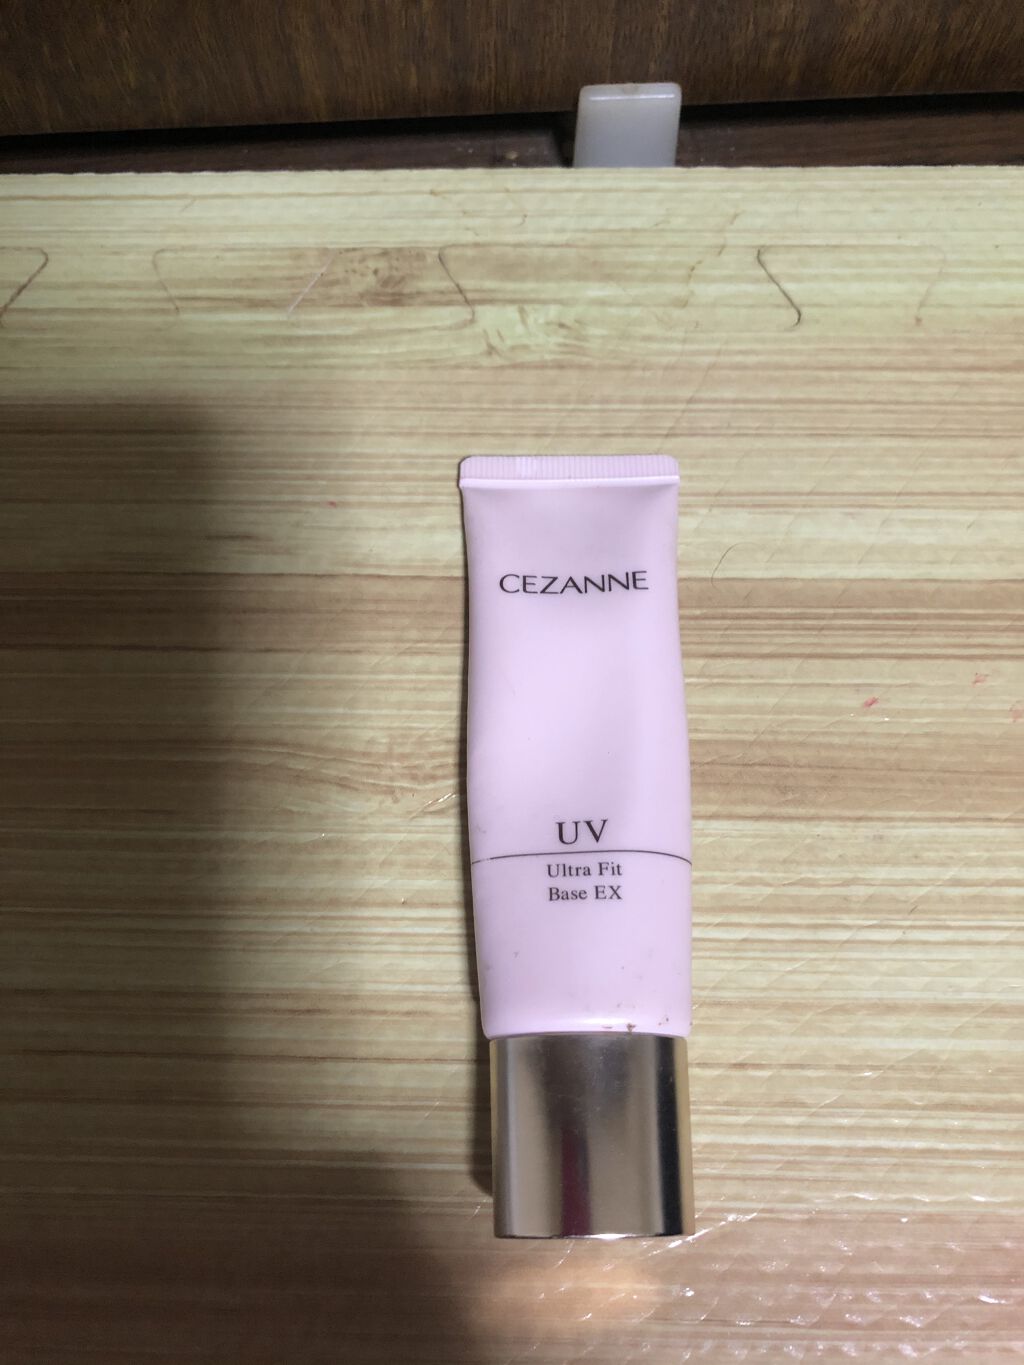 CEZANNE
UV
Ultra Fit
Base EX